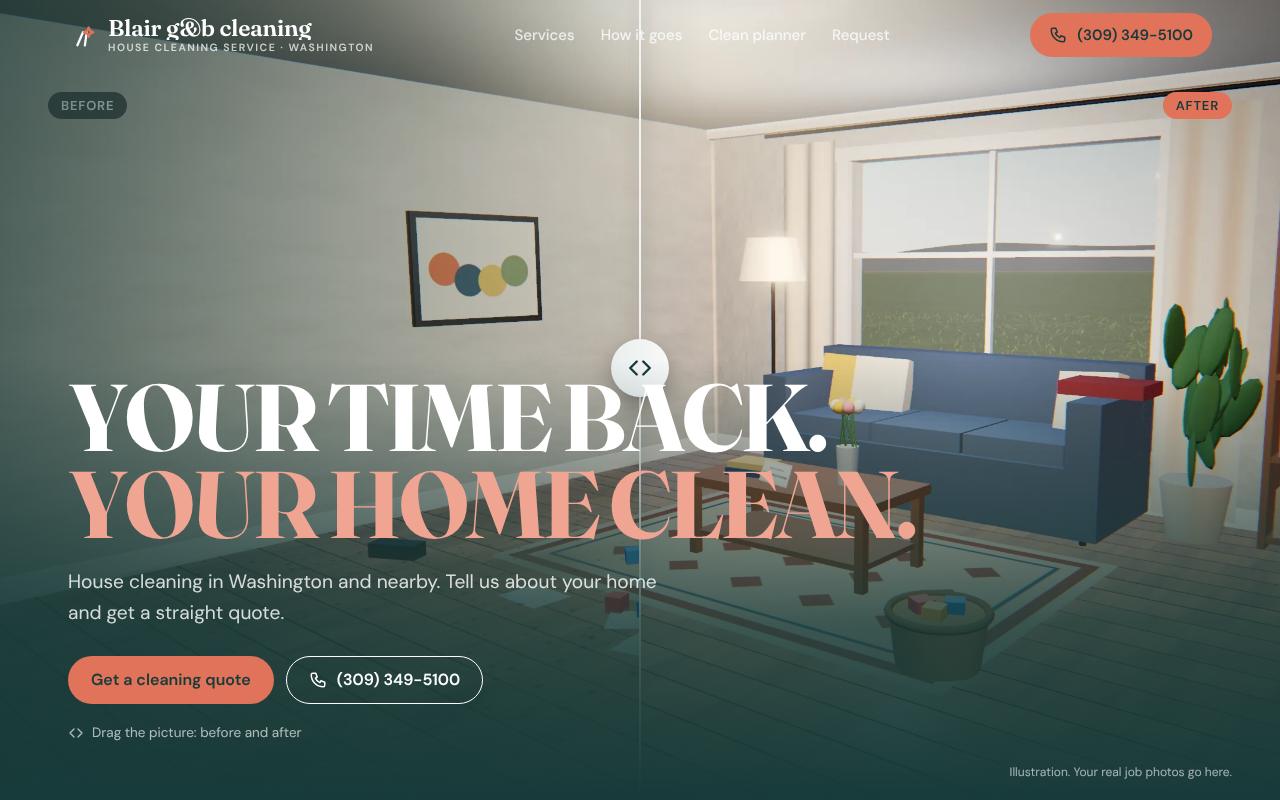 Blair g&b cleaning
HOUSE CLEANING SERVICE · WASHINGTON
Services
How it goes
Clean planner
Request
(309) 349-5100
BEFORE
AFTER
YOUR TIME BACK.
YOUR HOME CLEAN.
House cleaning in Washington and nearby. Tell us about your home
and get a straight quote.
Get a cleaning quote
(309) 349-5100
Drag the picture: before and after
Illustration. Your real job photos go here.